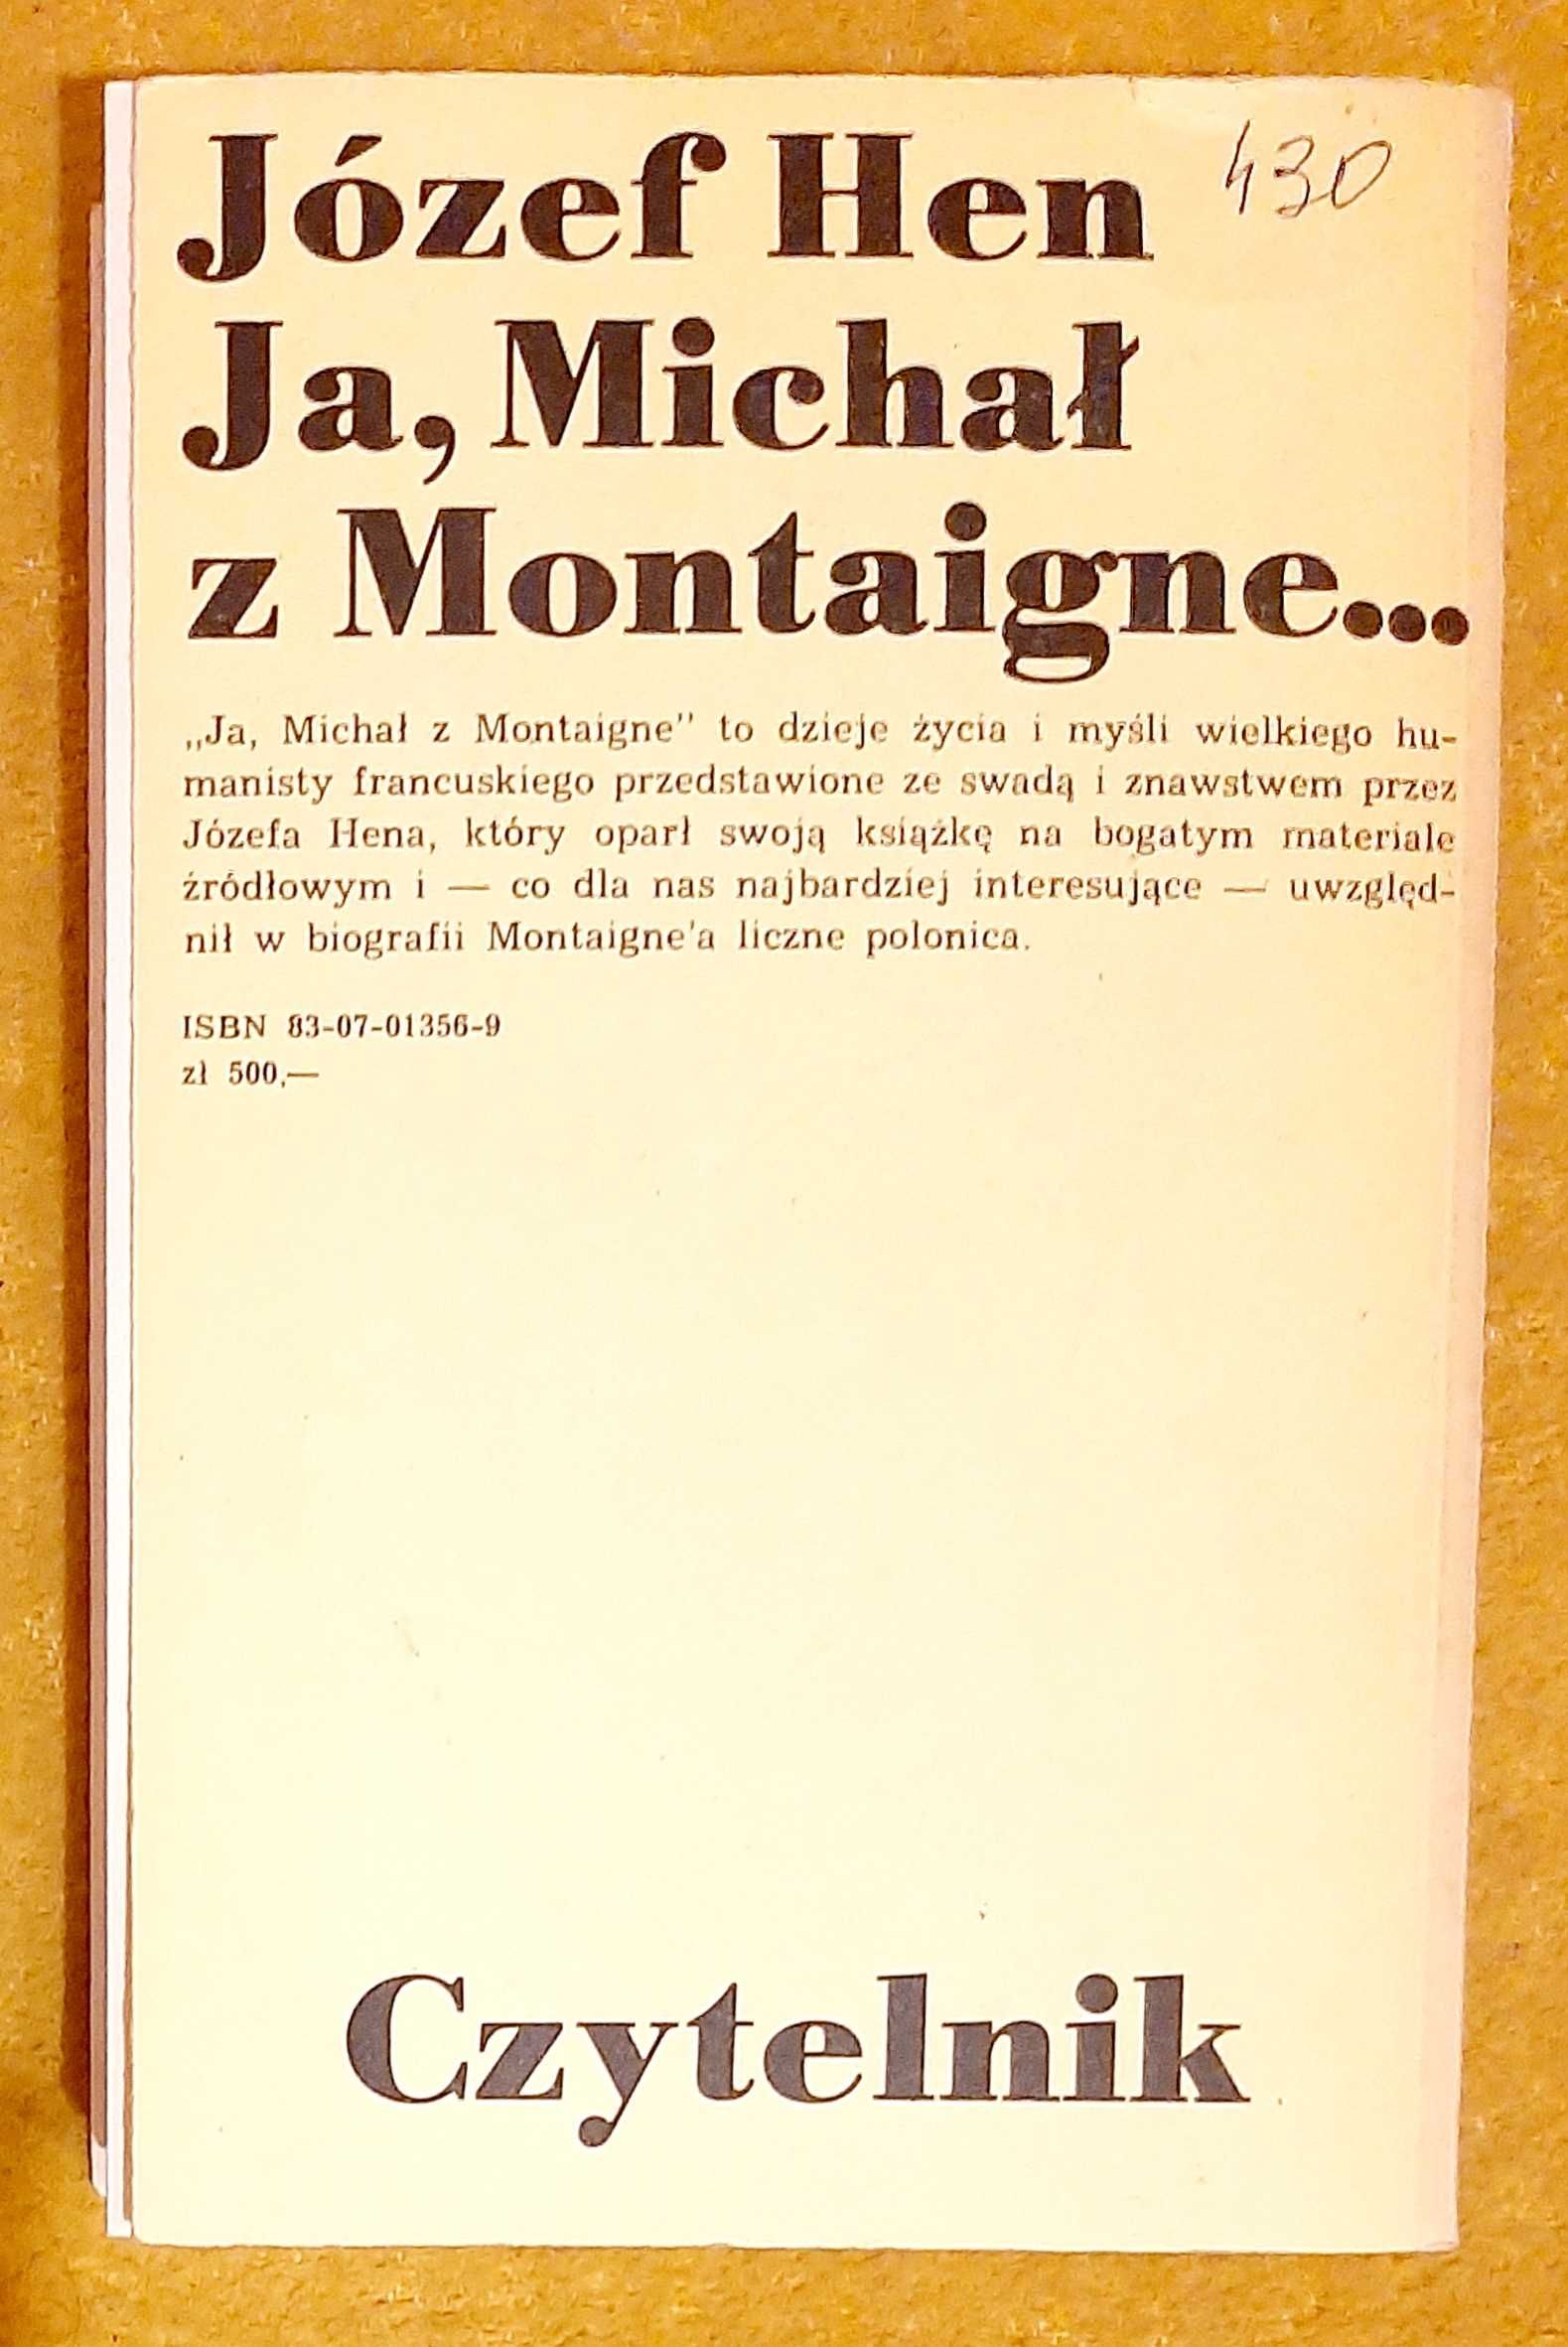 Józef Hen 430
Ja, Michał
z Montaigne...
„Ja, Michał z Montaigne" to dzieje życia i myśli wielkiego hu-
manisty francuskiego przedstawione ze swadą i znawstwem przez
Józefa Hena, który oparł swoją książkę na bogatym materiale
źródłowym i — co dla nas najbardziej interesujące — uwzględ-
nił w biografii Montaigne'a liczne polonica.
ISBN 83-07-01356-9
zł 500,—
Czytelnik